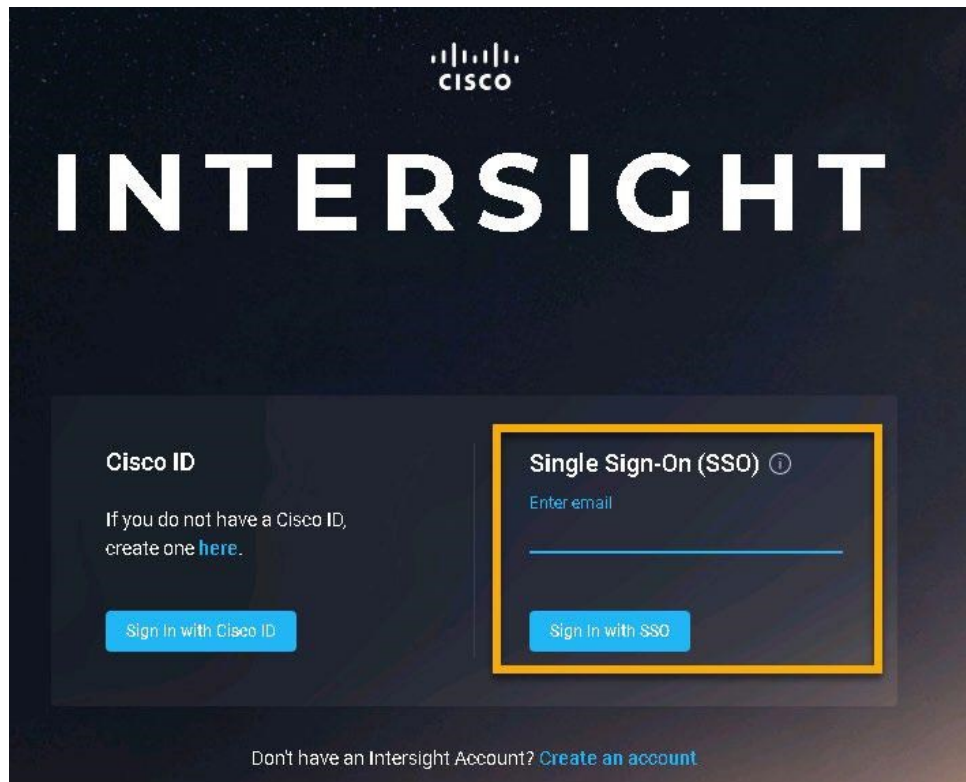 CISCO
INTERSIGHT
Cisco ID
If you do not have a Cisco ID,
create one here.
Sign In with Cisco ID
Single Sign-On (SSO)
Enter email
Sign In with SSO
Don't have an Intersight Account? Create an account